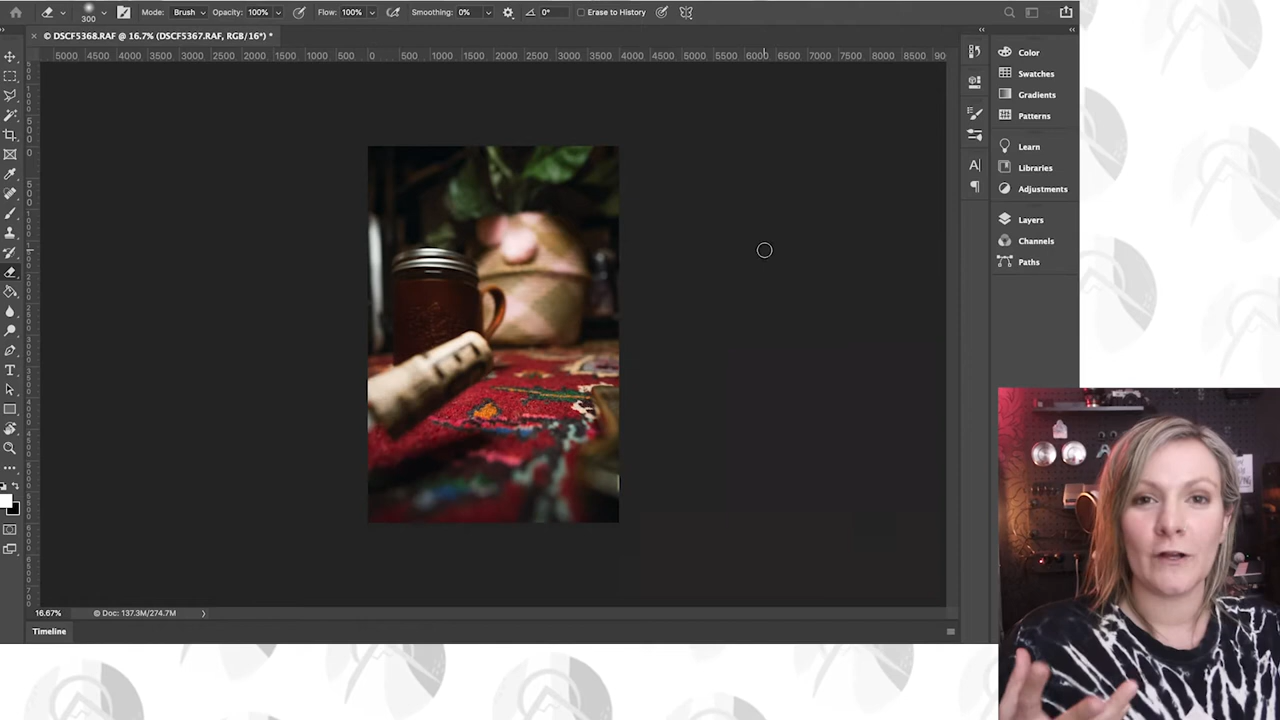 300
Mode: Brush
Opacity: 100%
Flow: 100%
Smoothing: 0%
0°
Erase to History
© DSCF5368.RAF @ 16.7% (DSCF5367.RAF, RGB/16*) *
5000 4500 4000 3500 3000 2500 2000 1500 1000 500 0 500 1000 1500 2000 2500 3000 3500 4000 4500 5000 5500 6000 6500 7000 7500 8000 8500 90
Color
Swatches
Gradients
Patterns
Learn
Libraries
Adjustments
Layers
Channels
Paths
16.67%
Doc: 137.3M/274.7M
Timeline